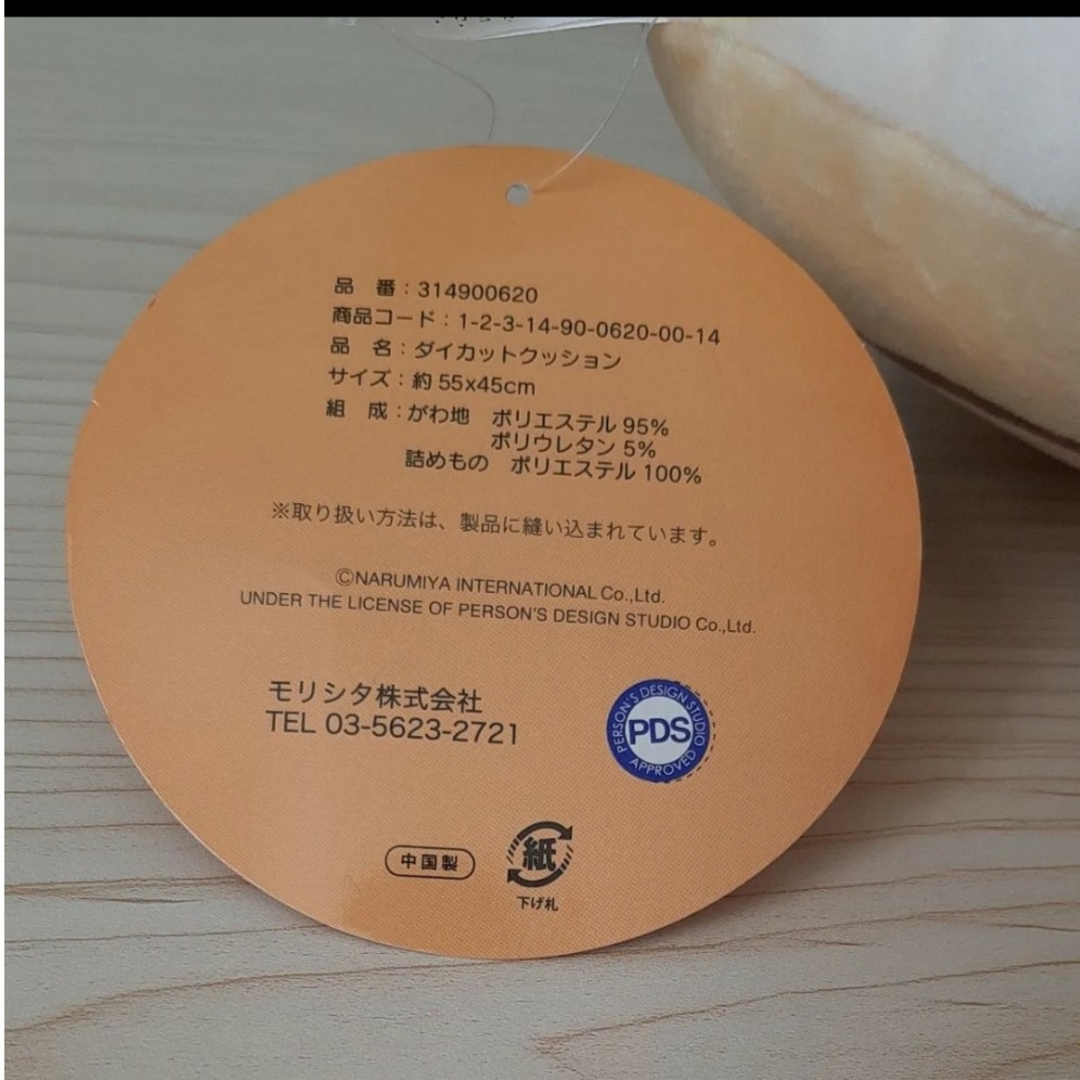 品　番：314900620
商品コード：1-2-3-14-90-0620-00-14
品　名：ダイカットクッション
サイズ：約 55x45cm
組　成：がわ地　ポリエステル 95%
ポリウレタン 5%
詰めもの　ポリエステル 100%
※取り扱い方法は、製品に縫い込まれています。
©NARUMIYA INTERNATIONAL Co.,Ltd.
UNDER THE LICENSE OF PERSON'S DESIGN STUDIO Co.,Ltd.
モリシタ株式会社
TEL 03-5623-2721
PERSON'S DESIGN STUDIO
PDS
APPROVED
中国製
紙
下げ札